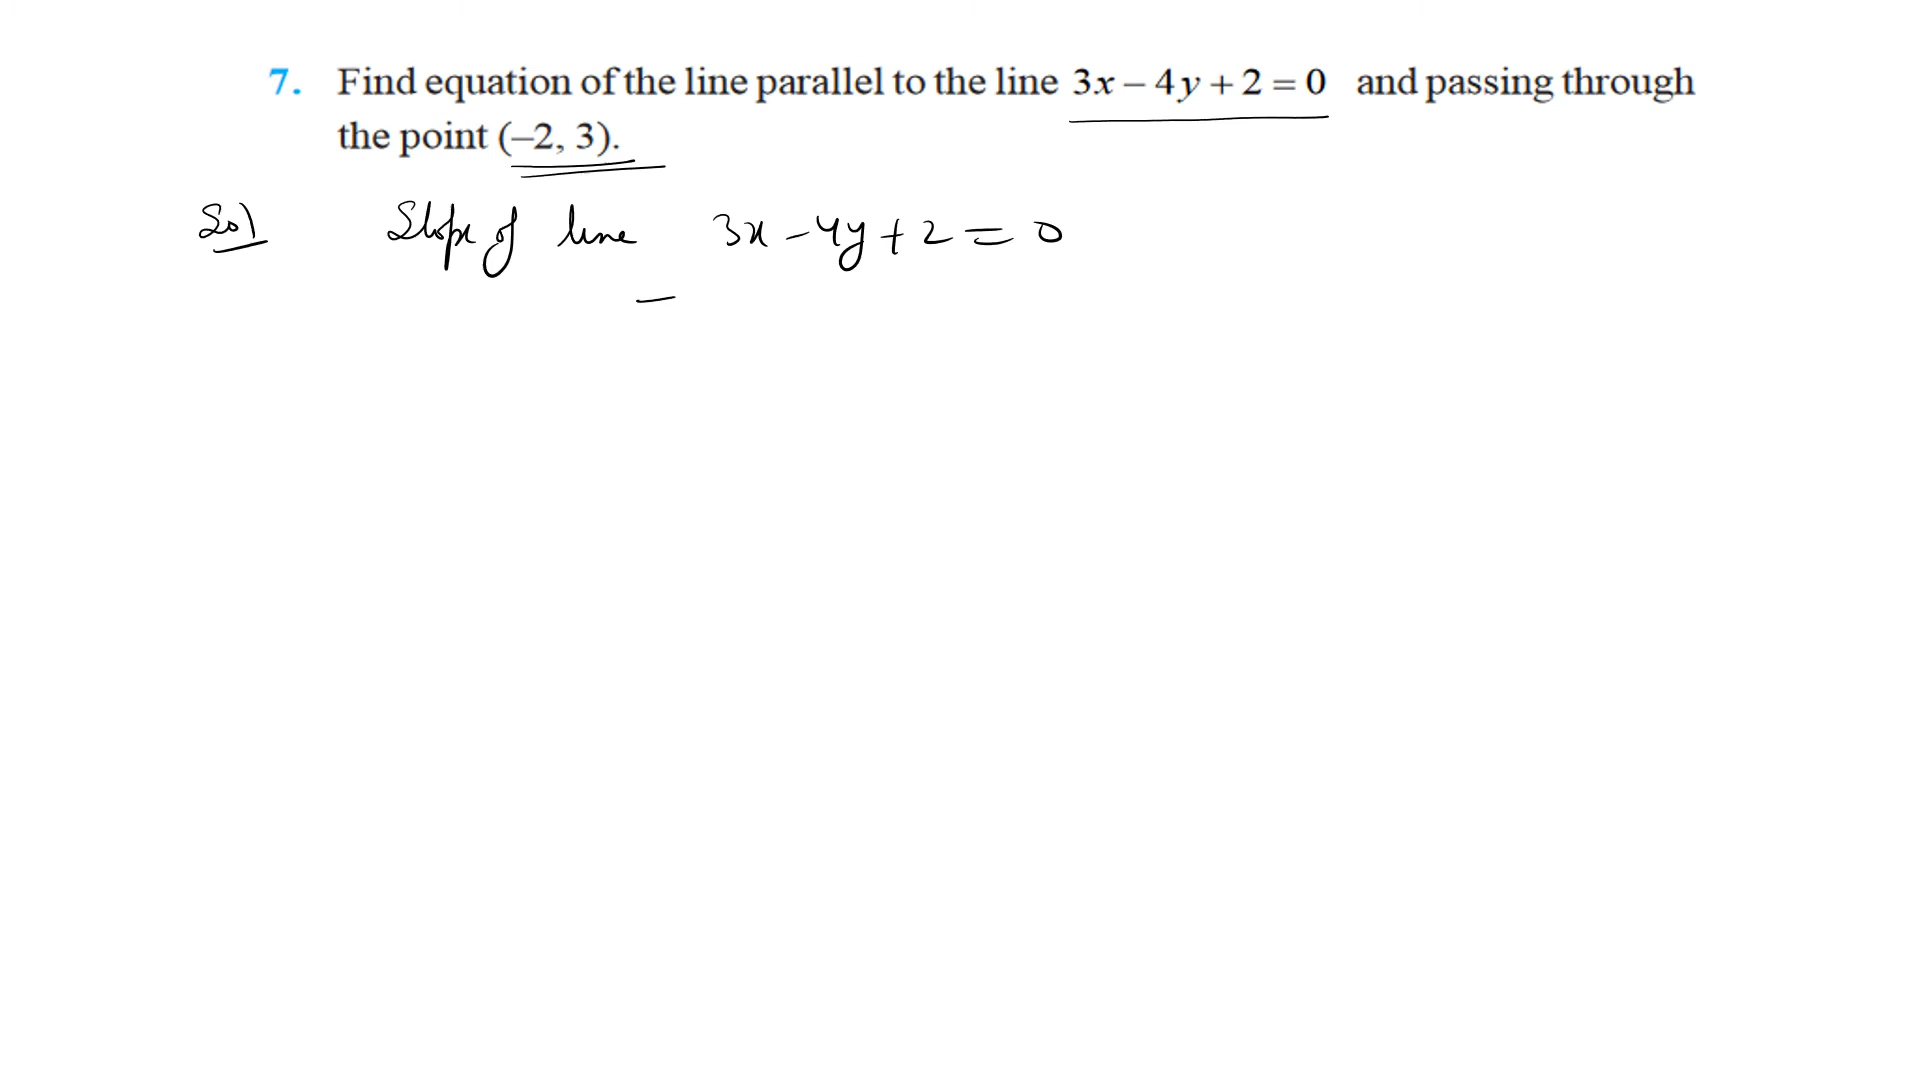 7. Find equation of the line parallel to the line 3x – 4y + 2 = 0 and passing through
the point (–2, 3).
Sol Slope of line 3x – 4y + 2 = 0
–